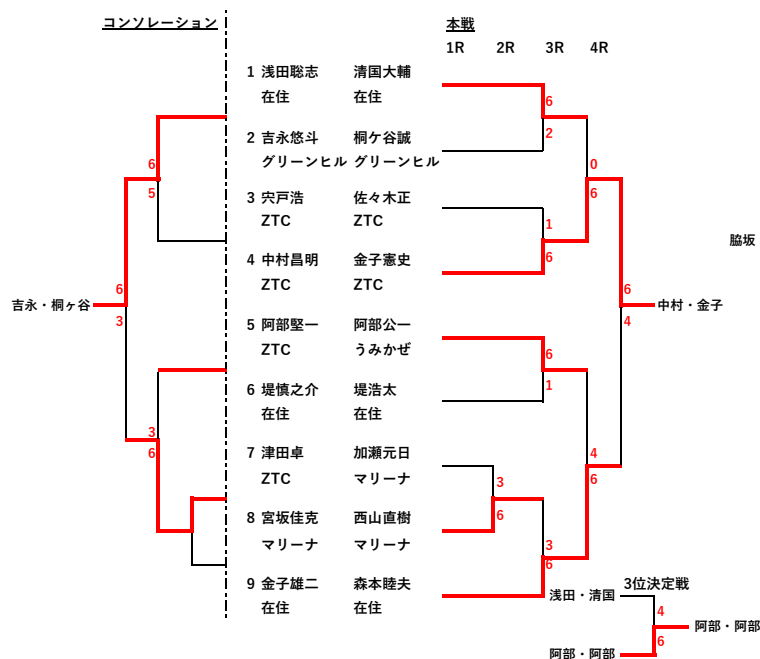 コンソレーション 本戦
1R 2R 3R 4R
1 浅田聡志 清国大輔
在住 在住
6
2
2 吉永悠斗 桐ケ谷誠
グリーンヒル グリーンヒル
6 0
5 6
3 宍戸浩 佐々木正
ZTC ZTC
1
脇坂
4 中村昌明 金子憲史
6
ZTC ZTC
6 6
吉永・桐ヶ谷 中村・金子
3 4
5 阿部堅一 阿部公一
ZTC うみかぜ
6
1
6 堤慎之介 堤浩太
在住 在住
3
6
7 津田卓 加瀬元日
4
ZTC マリーナ
3 6
8 宮坂佳克 西山直樹
6
マリーナ マリーナ
3
6
9 金子雄二 森本睦夫
3位決定戦
浅田・清国
在住 在住
4
阿部・阿部
6
阿部・阿部